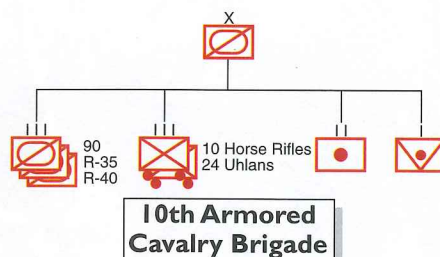 X
III
90
R-35
R-40
III
10 Horse Rifles
24 Uhlans
II
I
10th Armored
Cavalry Brigade